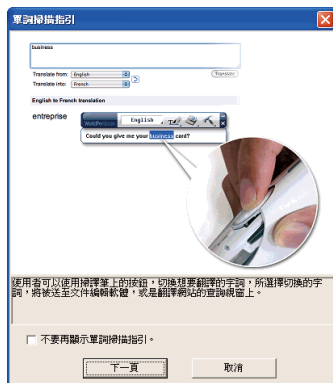 單詞掃描指引
business
Translate from: English
Translate
Translate into: French
English to French translation
entreprise
English
Could you give me your business card?
使用者可以使用掃譯筆上的按鈕，切換想要翻譯的字詞，所選擇切換的字
詞，將被送至文件編輯軟體，或是翻譯網站的查詢視窗上。
不要再顯示單詞掃描指引。
下一頁
取消